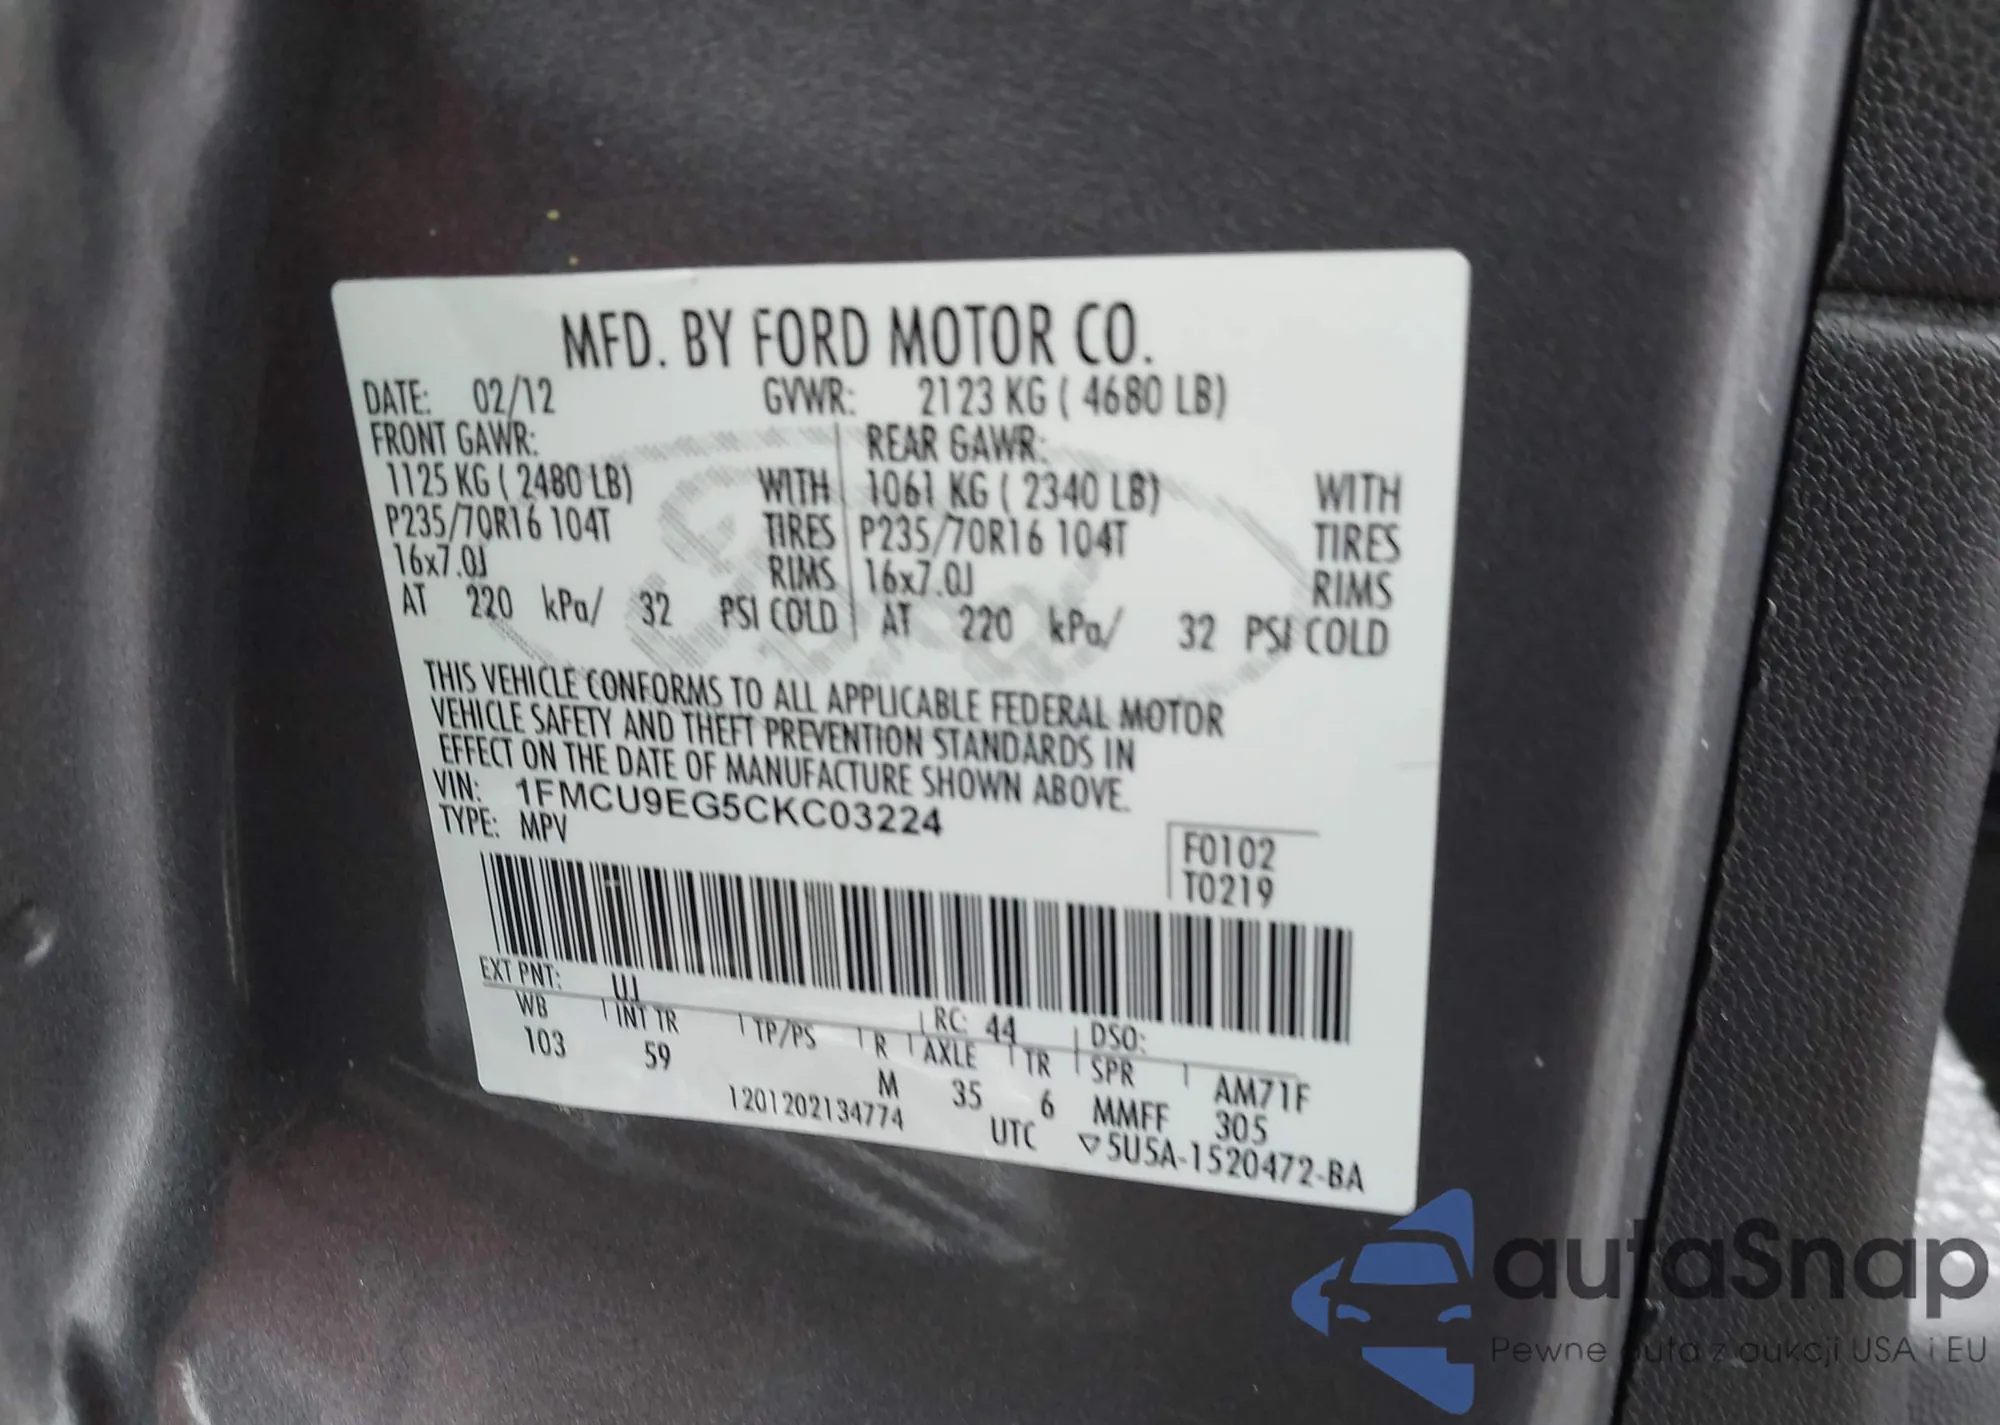 MFD. BY FORD MOTOR CO.
DATE: 02/12 GVWR: 2123 KG ( 4680 LB)
FRONT GAWR: REAR GAWR:
1125 KG ( 2480 LB) WITH 1061 KG ( 2340 LB) WITH
P235/70R16 104T TIRES P235/70R16 104T TIRES
16x7.0J RIMS 16x7.0J RIMS
AT 220 kPa/ 32 PSI COLD AT 220 kPa/ 32 PSI COLD
THIS VEHICLE CONFORMS TO ALL APPLICABLE FEDERAL MOTOR
VEHICLE SAFETY AND THEFT PREVENTION STANDARDS IN
EFFECT ON THE DATE OF MANUFACTURE SHOWN ABOVE.
VIN: 1FMCU9EG5CKC03224
TYPE: MPV
F0102
T0219
EXT PNT: UJ RC: 44 DSO:
WB INT TR TP/PS R AXLE TR SPR AM71F
103 59 M 35 6 MMFF 305
1201202134774 UTC ▽5U5A-1520472-BA
autaSnap
Pewne auta z aukcji USA i EU